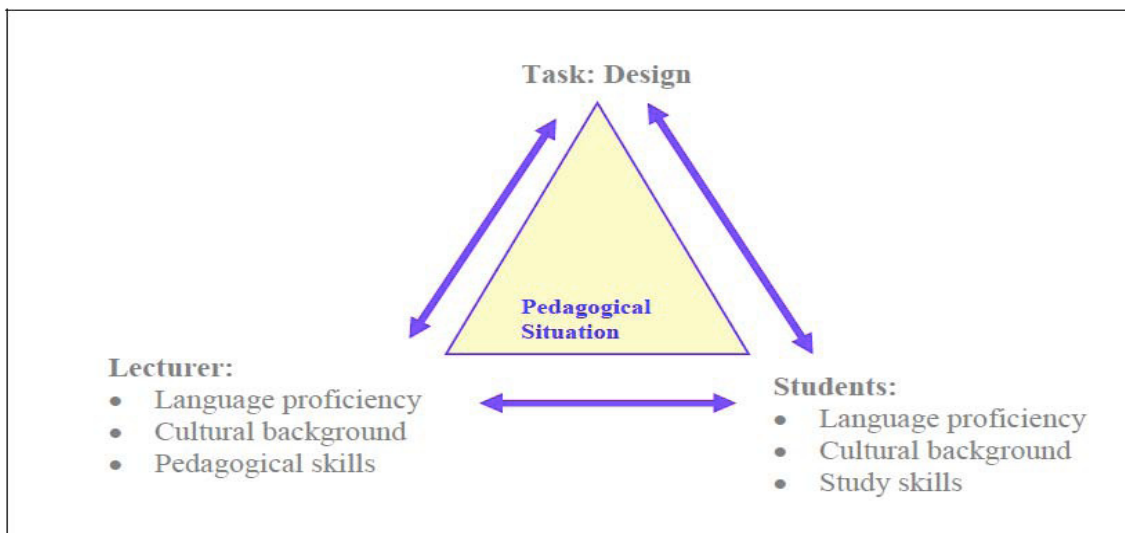 Task: Design
Pedagogical
Situation
Lecturer:
• Language proficiency
• Cultural background
• Pedagogical skills
Students:
• Language proficiency
• Cultural background
• Study skills